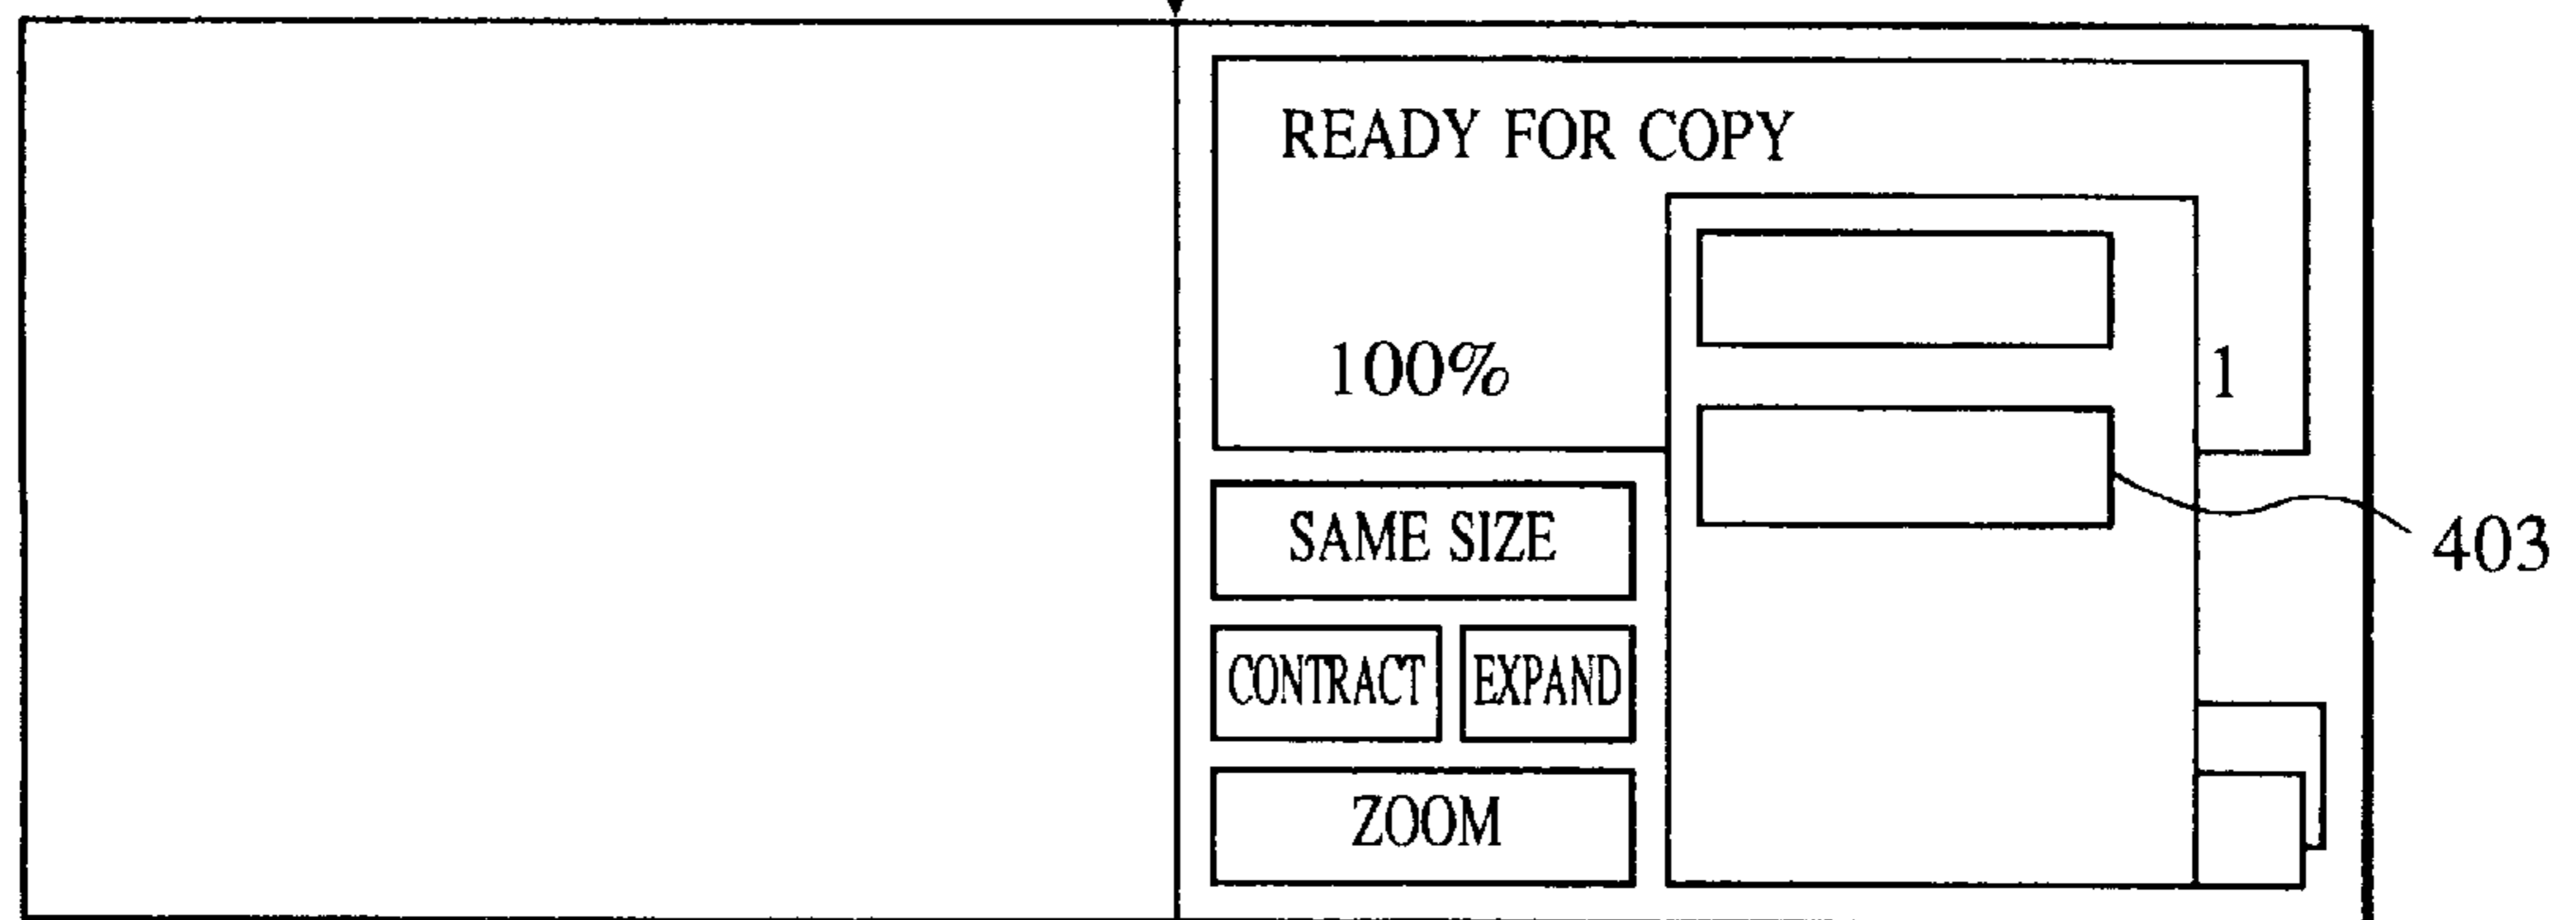 READY FOR COPY
100% 1
SAME SIZE
403
CONTRACT EXPAND
ZOOM